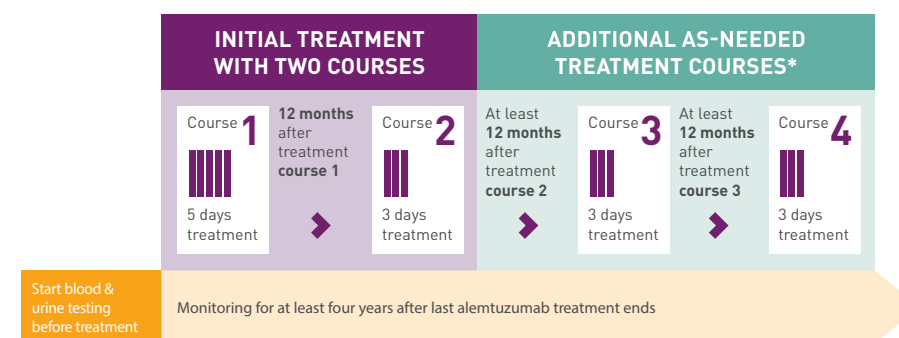 INITIAL TREATMENT
WITH TWO COURSES
ADDITIONAL AS-NEEDED
TREATMENT COURSES*
Course 1
5 days
treatment
12 months
after
treatment
course 1
Course 2
3 days
treatment
At least
12 months
after
treatment
course 2
Course 3
3 days
treatment
At least
12 months
after
treatment
course 3
Course 4
3 days
treatment
Start blood &
urine testing
before treatment
Monitoring for at least four years after last alemtuzumab treatment ends